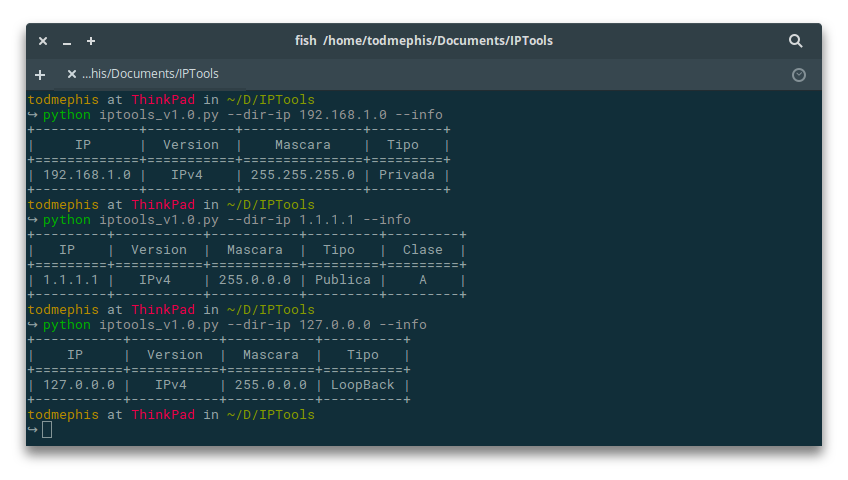 fish /home/todmephis/Documents/IPTools
...his/Documents/IPTools
todmephis at ThinkPad in ~/D/IPTools
↪ python iptools_v1.0.py --dir-ip 192.168.1.0 --info
+-------------+-----------+---------------+---------+
|     IP      |  Version  |    Mascara    |  Tipo   |
+=============+===========+===============+=========+
| 192.168.1.0 |   IPv4    | 255.255.255.0 | Privada |
+-------------+-----------+---------------+---------+
todmephis at ThinkPad in ~/D/IPTools
↪ python iptools_v1.0.py --dir-ip 1.1.1.1 --info
+---------+-----------+-----------+---------+---------+
|   IP    |  Version  |  Mascara  |  Tipo   |  Clase  |
+=========+===========+===========+=========+=========+
| 1.1.1.1 |   IPv4    | 255.0.0.0 | Publica |    A    |
+---------+-----------+-----------+---------+---------+
todmephis at ThinkPad in ~/D/IPTools
↪ python iptools_v1.0.py --dir-ip 127.0.0.0 --info
+-----------+-----------+-----------+----------+
|    IP     |  Version  |  Mascara  |   Tipo   |
+===========+===========+===========+==========+
| 127.0.0.0 |   IPv4    | 255.0.0.0 | LoopBack |
+-----------+-----------+-----------+----------+
todmephis at ThinkPad in ~/D/IPTools
↪